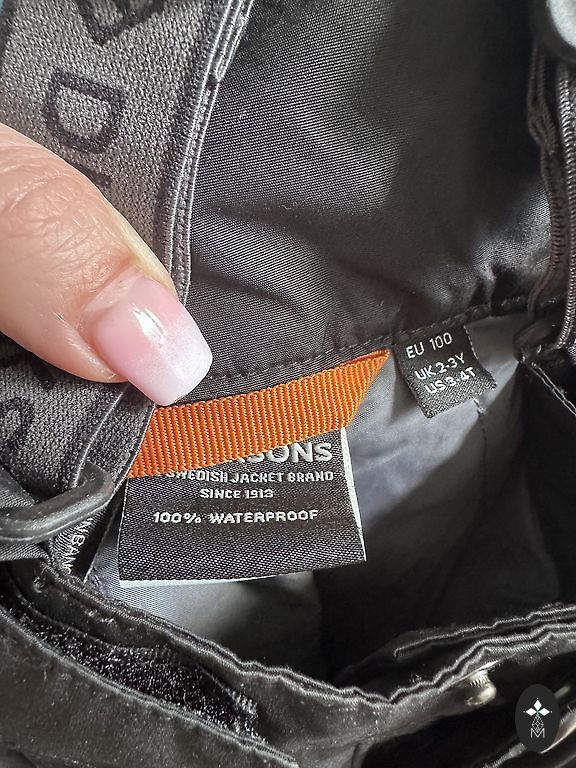 D
EU 100
UK 2-3Y
US 3-4T
SONS
SWEDISH JACKET BRAND
SINCE 1913
100% WATERPROOF
M